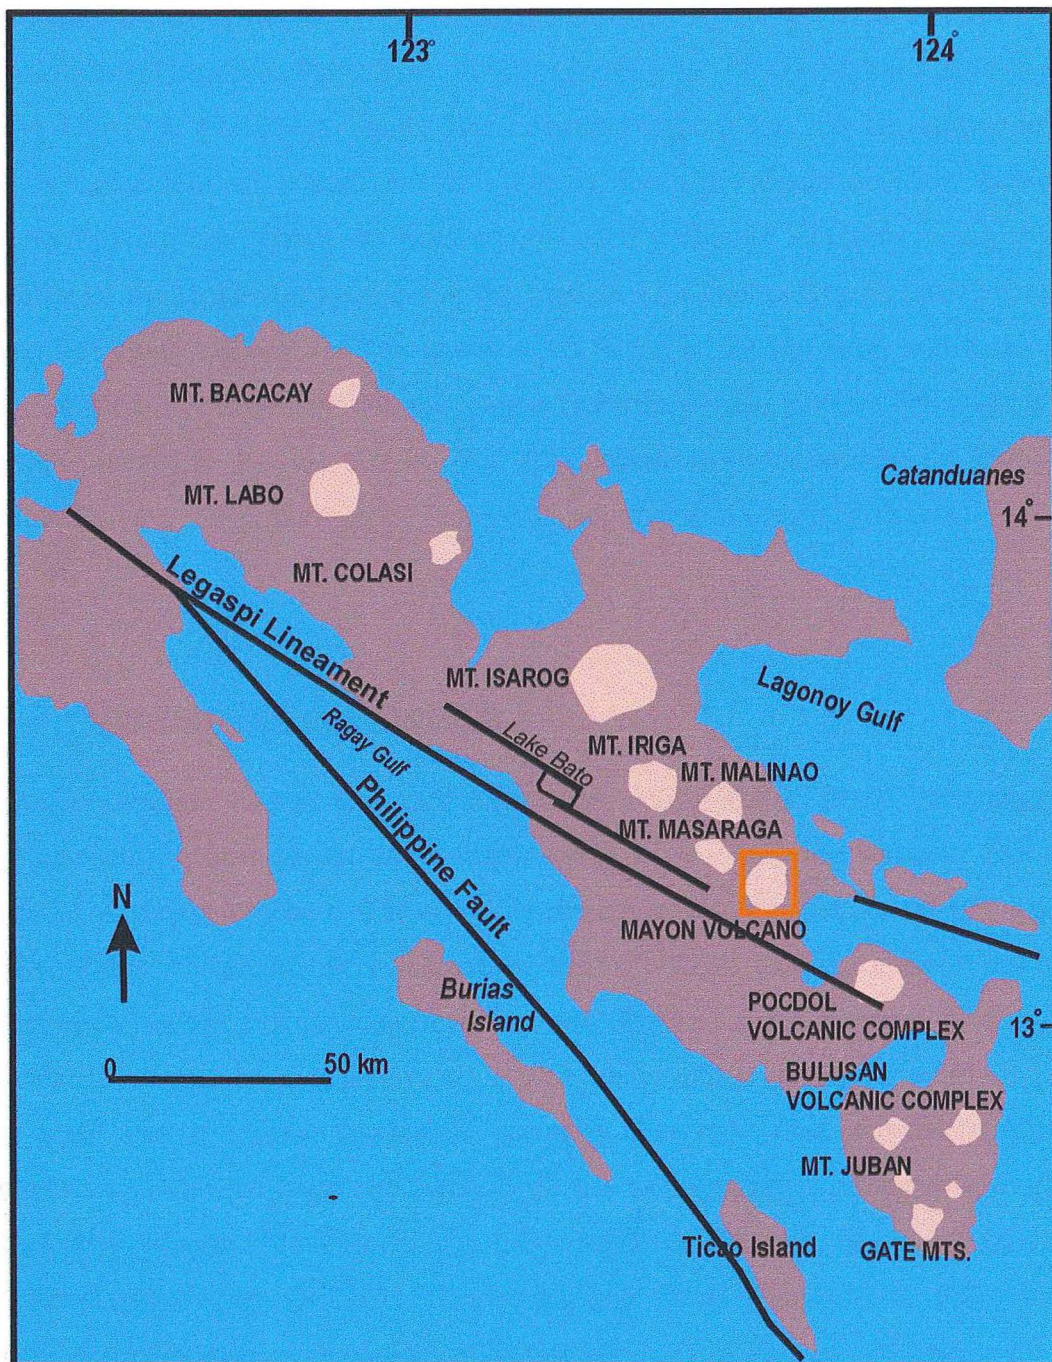 123°
124°
MT. BACACAY
Catanduanes
MT. LABO
14°
MT. COLASI
Legaspi Lineament
MT. ISAROG
Lagonoy Gulf
Ragay Gulf
Lake Bato
MT. IRIGA
MT. MALINAO
Philippine Fault
MT. MASARAGA
N
MAYON VOLCANO
Burias
Island
POCDOL
VOLCANIC COMPLEX
13°
0
50 km
BULUSAN
VOLCANIC COMPLEX
MT. JUBAN
Ticao Island
GATE MTS.